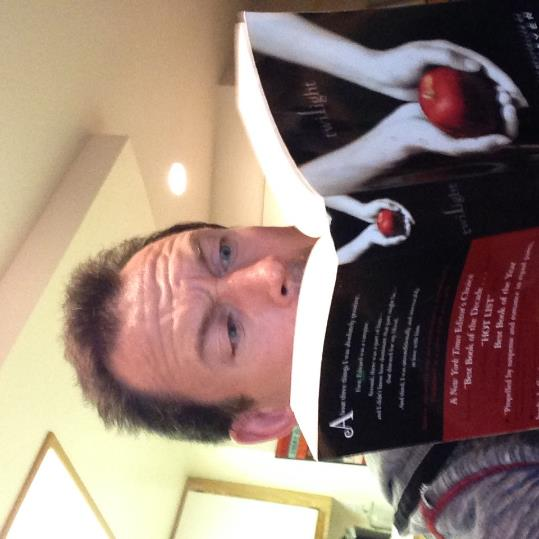 twilight
twilight
About three things I was absolutely positive.
First, Edward was a vampire.
Second, there was a part of him—
and I didn't know how dominant that part might be—
that thirsted for my blood.
And third, I was unconditionally and irrevocably
in love with him.
A New York Times Editor's Choice
"Best Book of the Decade...
"HOT LIST"
Best Book of the Year
"Propelled by suspense and romance in equal parts,